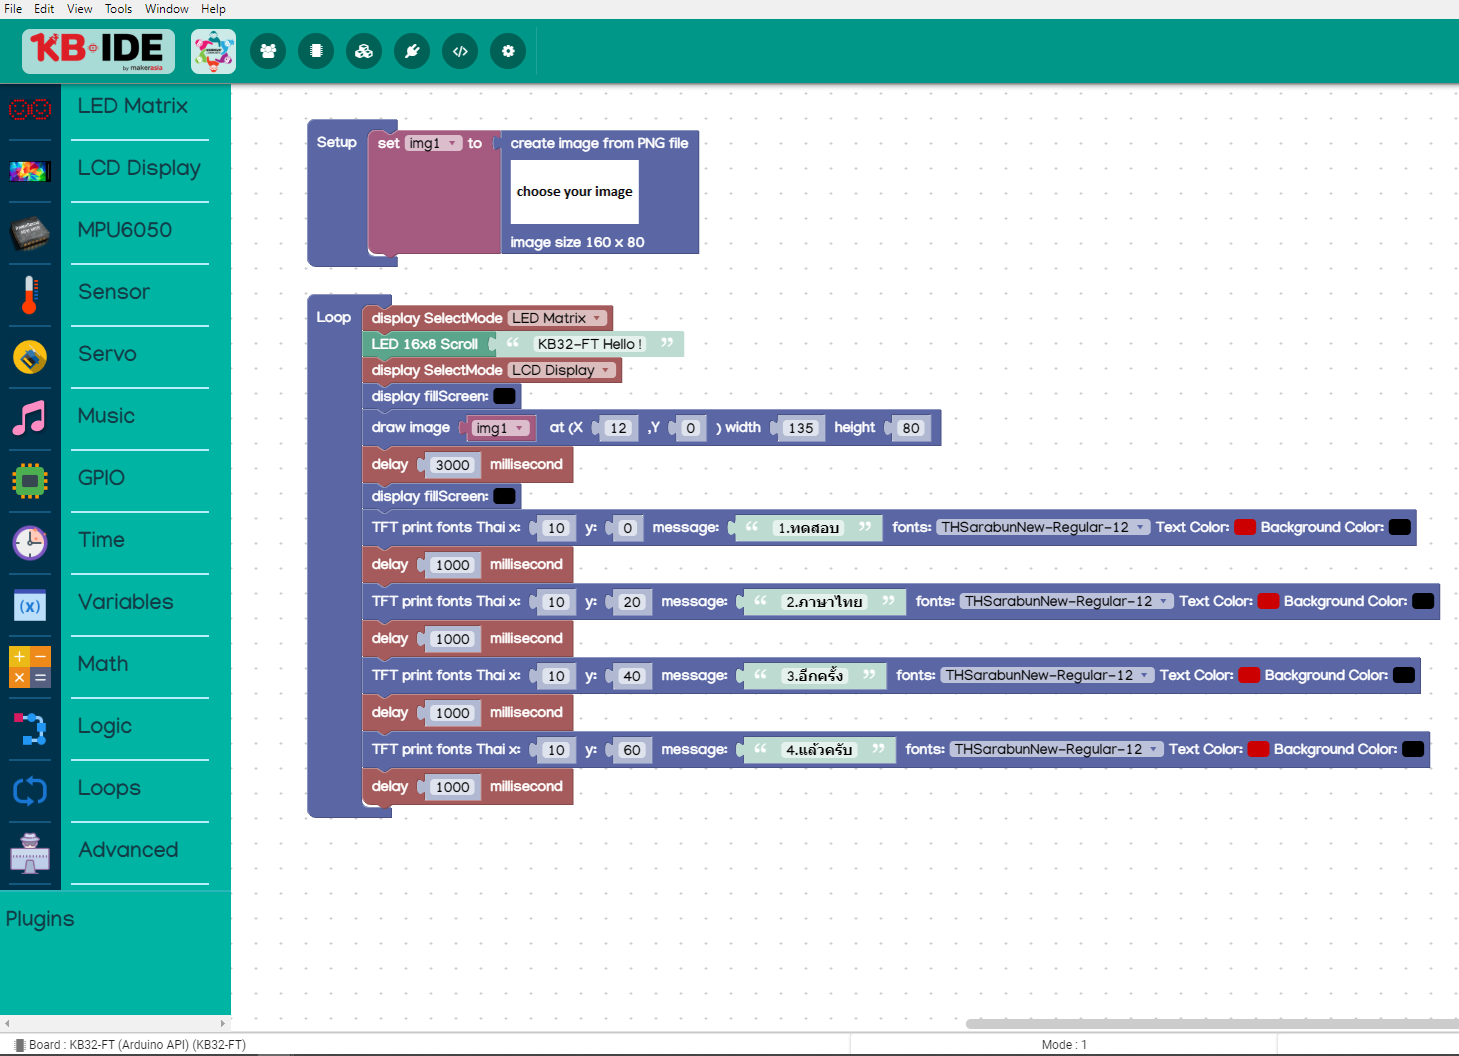 File Edit View Tools Window Help
KB IDE
by makerasia
LED Matrix
LCD Display
MPU6050
Sensor
Servo
Music
GPIO
Time
Variables
Math
Logic
Loops
Advanced
Plugins
Setup set img1 to create image from PNG file
choose your image
image size 160 x 80
Loop display SelectMode LED Matrix
LED 16x8 Scroll “ KB32-FT Hello ! ”
display SelectMode LCD Display
display fillScreen:
draw image img1 at (X 12 ,Y 0 ) width 135 height 80
delay 3000 millisecond
display fillScreen:
TFT print fonts Thai x: 10 y: 0 message: “ 1.ทดสอบ ” fonts: THSarabunNew-Regular-12 Text Color: Background Color:
delay 1000 millisecond
TFT print fonts Thai x: 10 y: 20 message: “ 2.ภาษาไทย ” fonts: THSarabunNew-Regular-12 Text Color: Background Color:
delay 1000 millisecond
TFT print fonts Thai x: 10 y: 40 message: “ 3.อีกครั้ง ” fonts: THSarabunNew-Regular-12 Text Color: Background Color:
delay 1000 millisecond
TFT print fonts Thai x: 10 y: 60 message: “ 4.แล้วครับ ” fonts: THSarabunNew-Regular-12 Text Color: Background Color:
delay 1000 millisecond
Board : KB32-FT (Arduino API) (KB32-FT) Mode : 1